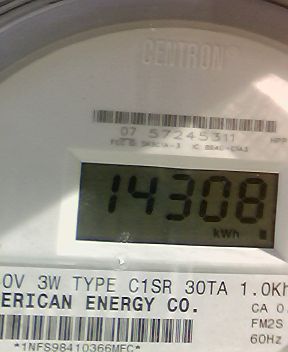 CENTRON
07 57245311
14308
kWh
0V 3W TYPE C1SR 30TA 1.0Kh
ERICAN ENERGY CO.
CA 0.
FM2S
60Hz
*1NFS98410366MEC*